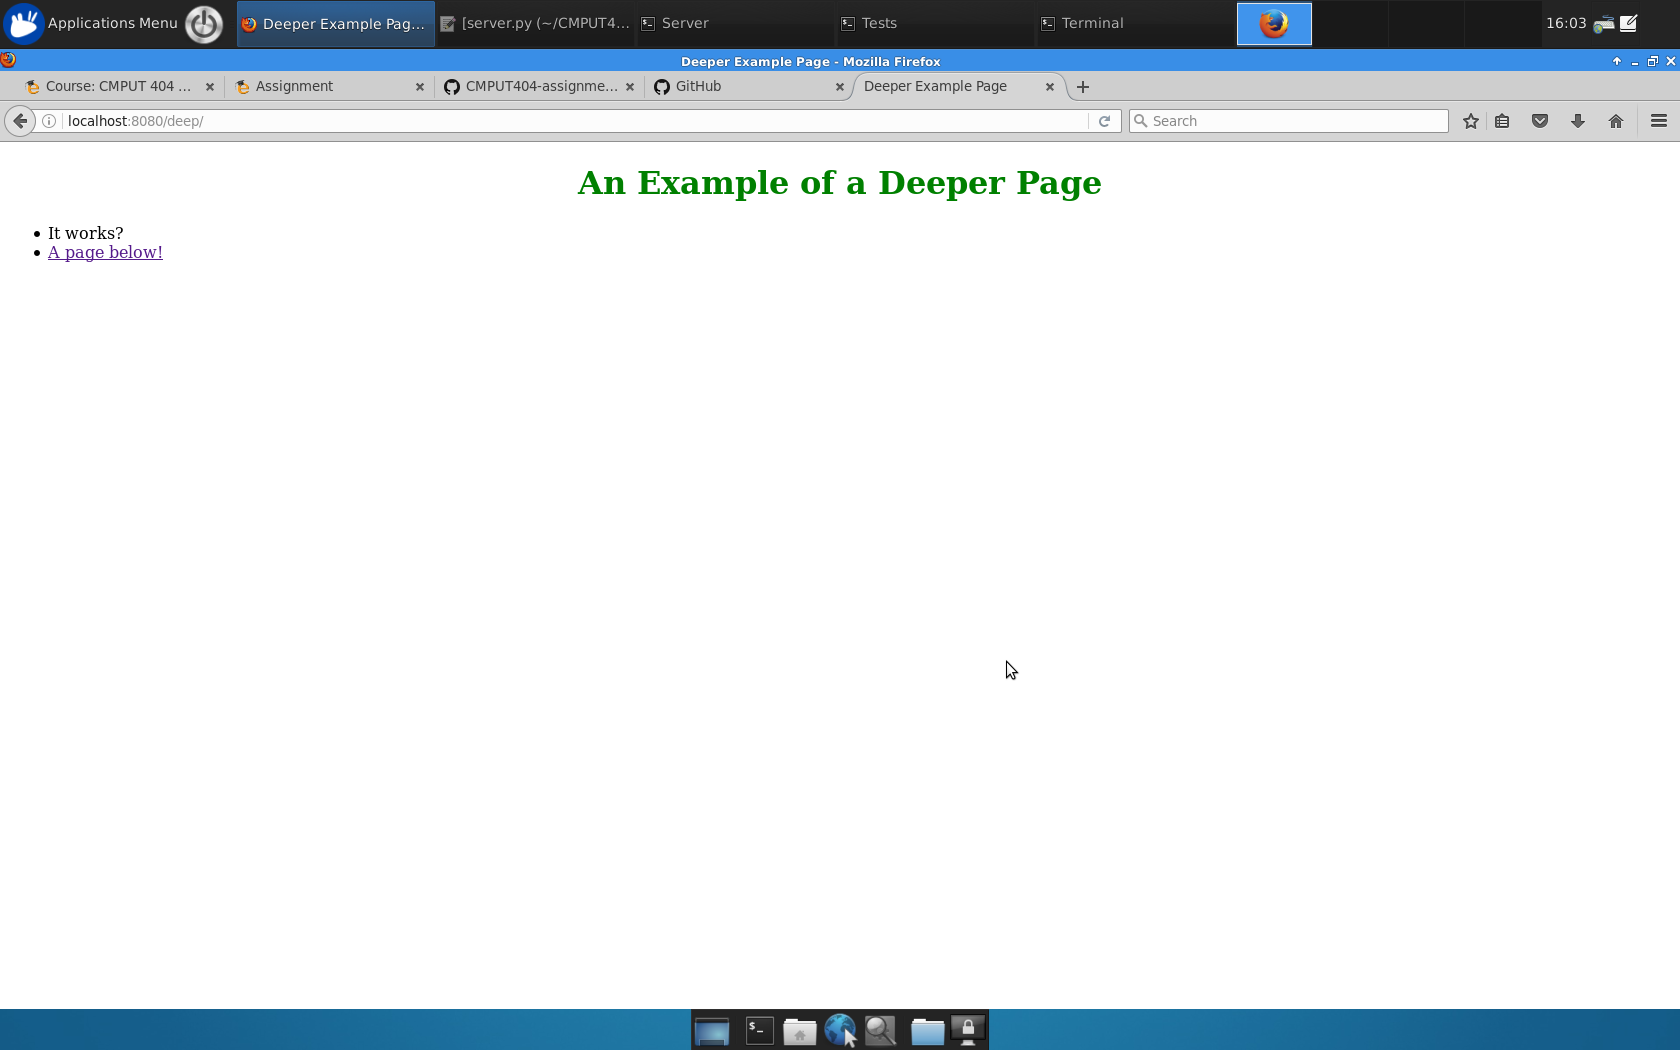 Applications Menu
Deeper Example Pag...
[server.py (~/CMPUT4...
Server
Tests
Terminal
16:03
Deeper Example Page - Mozilla Firefox
Course: CMPUT 404 ...
Assignment
CMPUT404-assignme...
GitHub
Deeper Example Page
localhost:8080/deep/
Search
An Example of a Deeper Page
It works?
A page below!